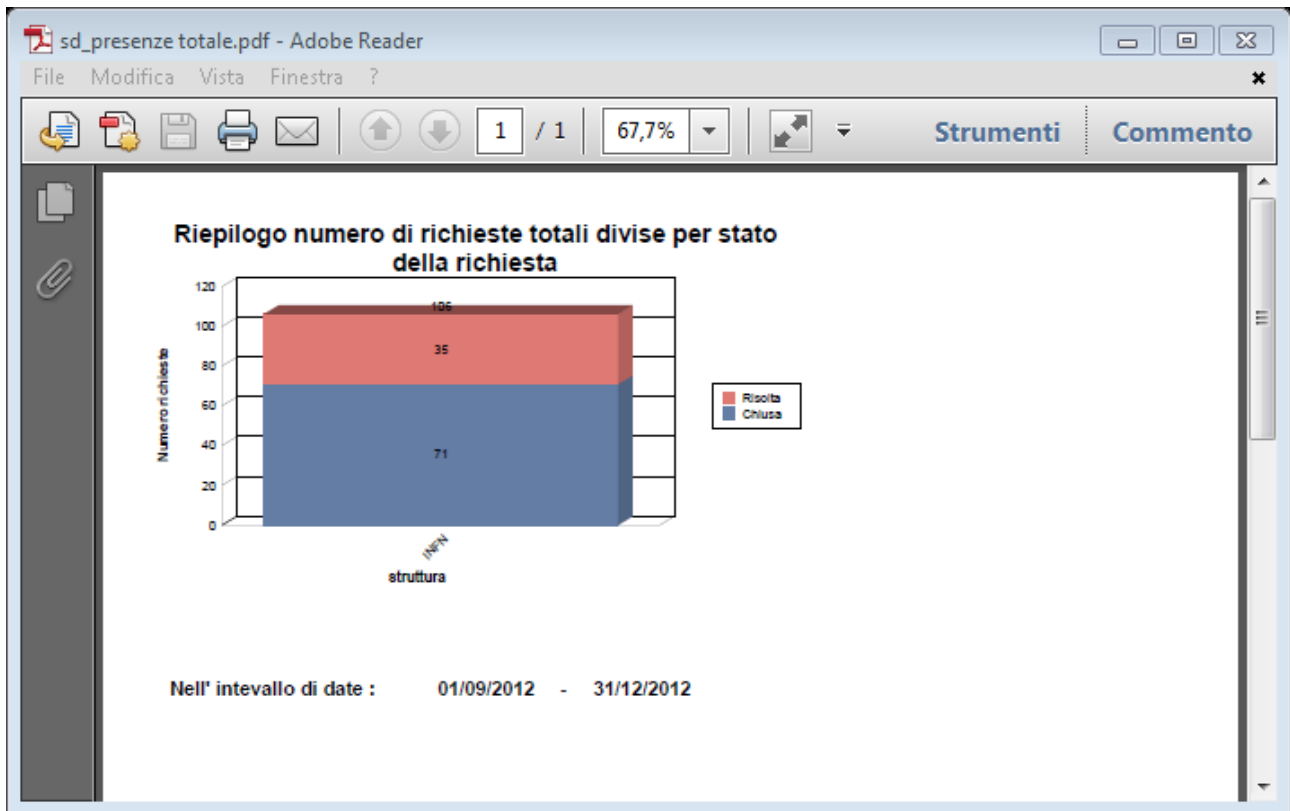 sd_presenze totale.pdf - Adobe Reader
File Modifica Vista Finestra ?
1 / 1 67,7% Strumenti Commento
Riepilogo numero di richieste totali divise per stato
della richiesta
120
100
80
60
40
20
0
Numero richieste
106
35
71
INFN
struttura
Risolta
Chiusa
Nell' intevallo di date : 01/09/2012 - 31/12/2012